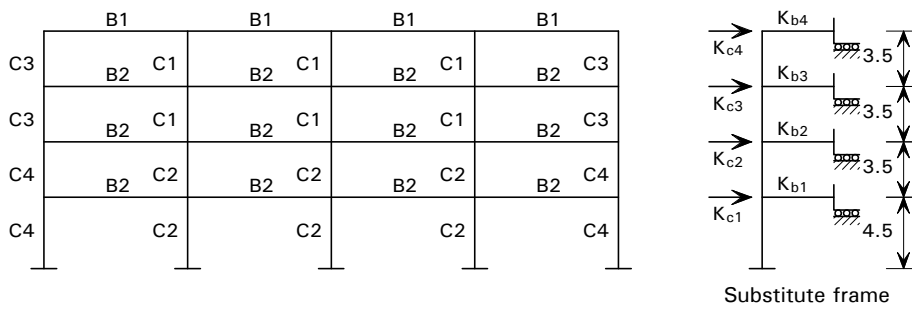 B1 B1 B1 B1
C3 B2 C1 B2 C1 B2 C1 B2 C3
C3 B2 C1 B2 C1 B2 C1 B2 C3
C4 B2 C2 B2 C2 B2 C2 B2 C4
C4 C2 C2 C2 C4
Kb4
Kc4
3.5
Kb3
Kc3
3.5
Kb2
Kc2
3.5
Kb1
Kc1
4.5
Substitute frame